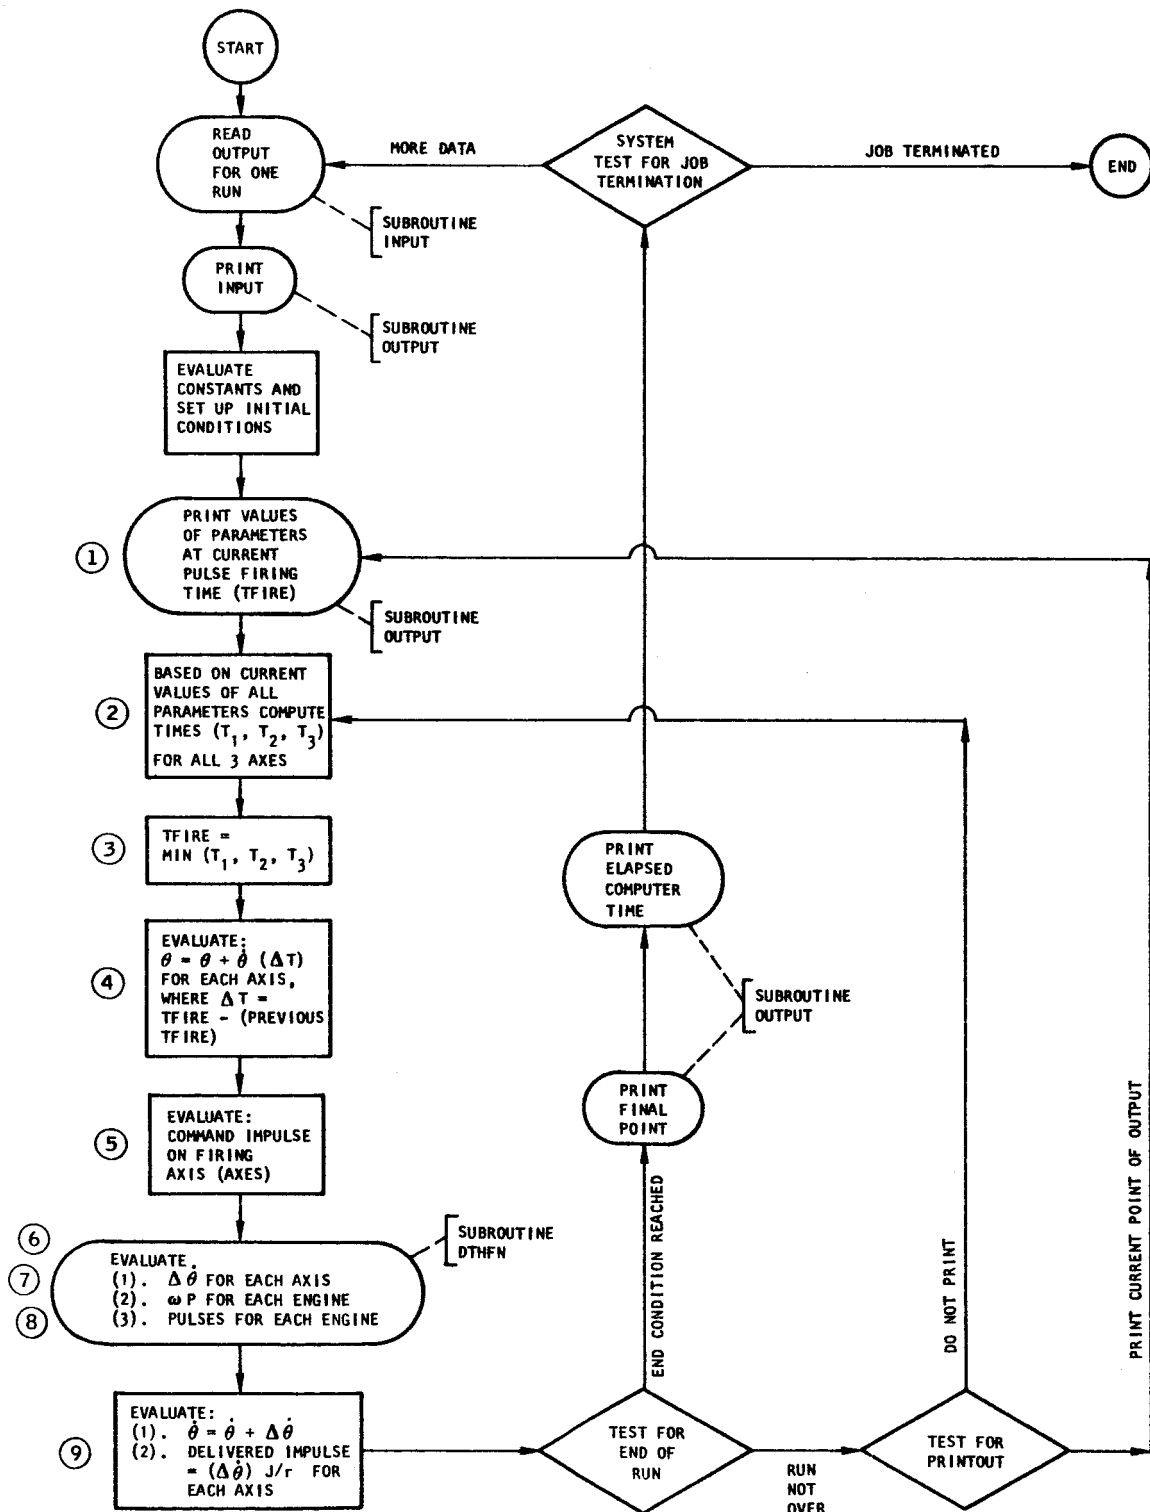 START
READ
OUTPUT
FOR ONE
RUN
SUBROUTINE
INPUT
MORE DATA
SYSTEM
TEST FOR JOB
TERMINATION
JOB TERMINATED
END
PRINT
INPUT
SUBROUTINE
OUTPUT
EVALUATE
CONSTANTS AND
SET UP INITIAL
CONDITIONS
1
PRINT VALUES
OF PARAMETERS
AT CURRENT
PULSE FIRING
TIME (TFIRE)
SUBROUTINE
OUTPUT
2
BASED ON CURRENT
VALUES OF ALL
PARAMETERS COMPUTE
TIMES (T₁, T₂, T₃)
FOR ALL 3 AXES
3
TFIRE =
MIN (T₁, T₂, T₃)
4
EVALUATE:
θ = θ + θ̇ (ΔT)
FOR EACH AXIS,
WHERE ΔT =
TFIRE - (PREVIOUS
TFIRE)
5
EVALUATE:
COMMAND IMPULSE
ON FIRING
AXIS (AXES)
6
7
8
EVALUATE.
(1). Δθ̇ FOR EACH AXIS
(2). ωP FOR EACH ENGINE
(3). PULSES FOR EACH ENGINE
SUBROUTINE
DTHFN
9
EVALUATE:
(1). θ̇ = θ̇ + Δθ̇
(2). DELIVERED IMPULSE
= (Δθ̇) J/r FOR
EACH AXIS
TEST FOR
END OF
RUN
END CONDITION REACHED
PRINT
FINAL
POINT
PRINT
ELAPSED
COMPUTER
TIME
SUBROUTINE
OUTPUT
RUN
NOT
OVER
TEST FOR
PRINTOUT
DO NOT PRINT
PRINT CURRENT POINT OF OUTPUT